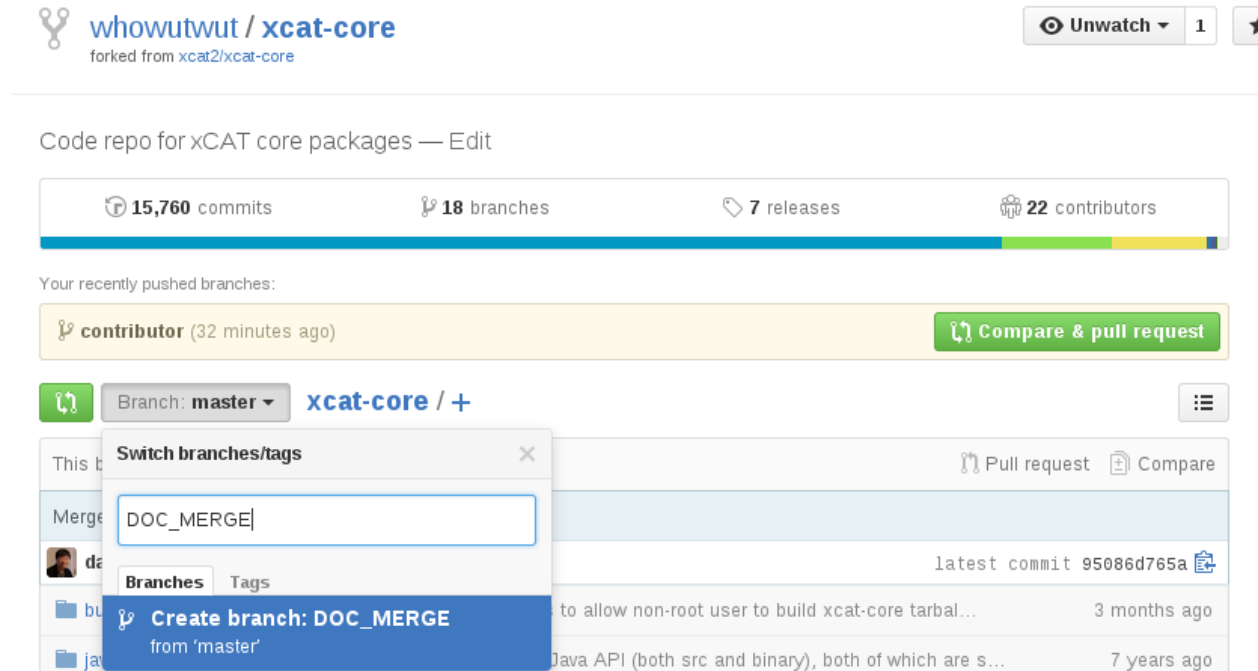 whowutwut / xcat-core
Unwatch 1
forked from xcat2/xcat-core
Code repo for xCAT core packages — Edit
15,760 commits 18 branches 7 releases 22 contributors
Your recently pushed branches:
contributor (32 minutes ago) Compare & pull request
Branch: master xcat-core / +
This b Pull request Compare
Switch branches/tags
Merge
DOC_MERGE
da latest commit 95086d765a
Branches Tags
bu to allow non-root user to build xcat-core tarbal... 3 months ago
Create branch: DOC_MERGE
from ‘master’
jav Java API (both src and binary), both of which are s... 7 years ago